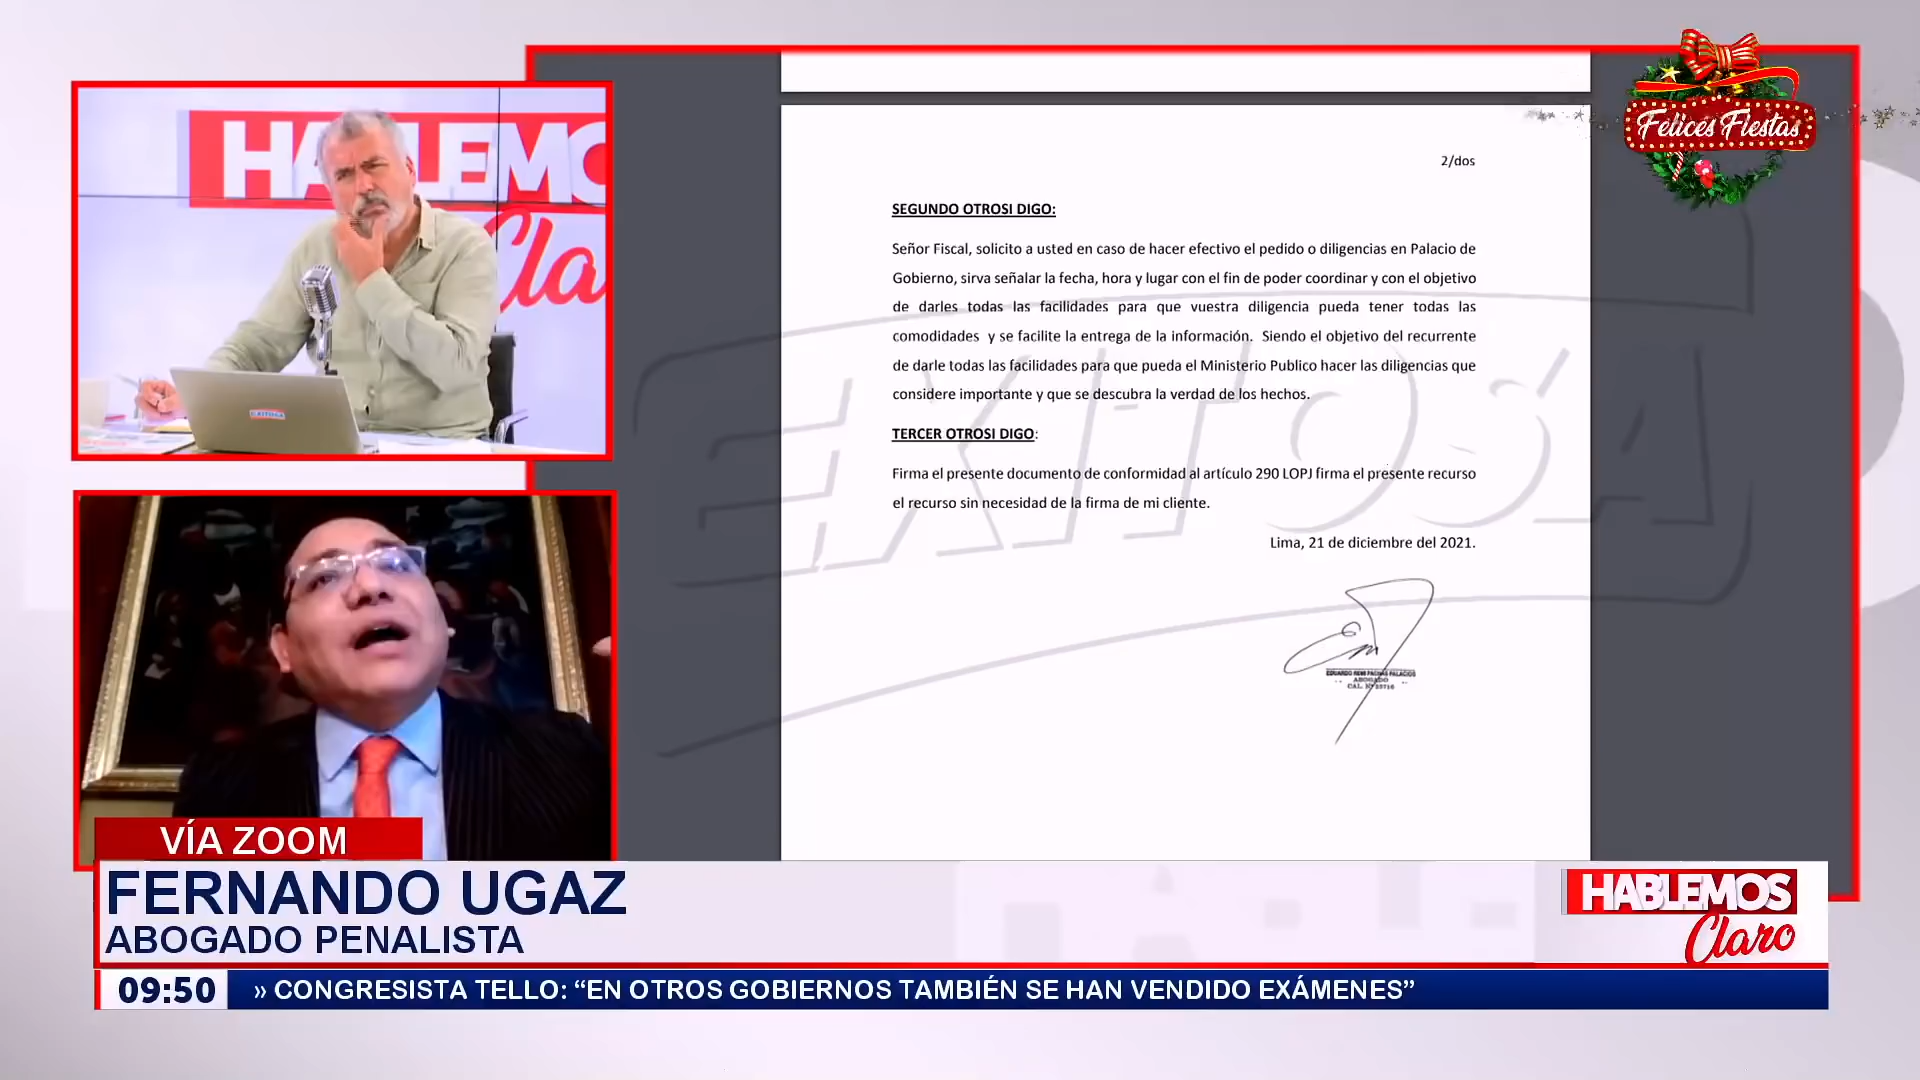 Felices Fiestas
HABLEMOS
Cla
EXITOSA
2/dos
SEGUNDO OTROSI DIGO:
Señor Fiscal, solicito a usted en caso de hacer efectivo el pedido o diligencias en Palacio de
Gobierno, sirva señalar la fecha, hora y lugar con el fin de poder coordinar y con el objetivo
de darles todas las facilidades para que vuestra diligencia pueda tener todas las
comodidades y se facilite la entrega de la información. Siendo el objetivo del recurrente
de darle todas las facilidades para que pueda el Ministerio Publico hacer las diligencias que
considere importante y que se descubra la verdad de los hechos.
TERCER OTROSI DIGO:
Firma el presente documento de conformidad al artículo 290 LOPJ firma el presente recurso
el recurso sin necesidad de la firma de mi cliente.
Lima, 21 de diciembre del 2021.
ABOGADO
EXITOSA
VÍA ZOOM
FERNANDO UGAZ
ABOGADO PENALISTA
HABLEMOS
Claro
09:50 » CONGRESISTA TELLO: “EN OTROS GOBIERNOS TAMBIÉN SE HAN VENDIDO EXÁMENES”